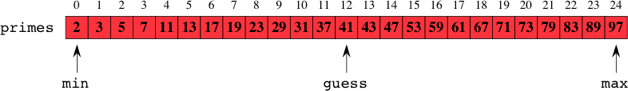 0 1 2 3 4 5 6 7 8 9 10 11 12 13 14 15 16 17 18 19 20 21 22 23 24
primes 2 3 5 7 11 13 17 19 23 29 31 37 41 43 47 53 59 61 67 71 73 79 83 89 97
min guess max